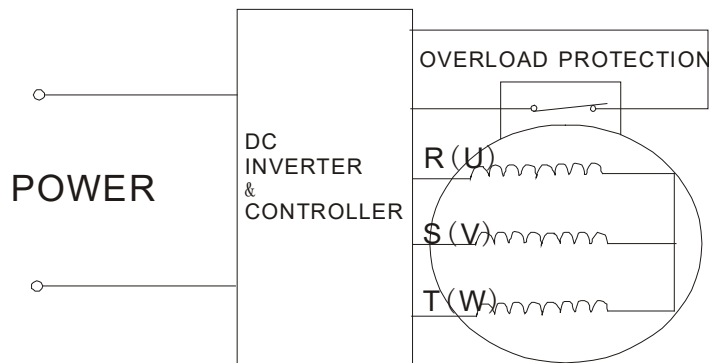 OVERLOAD PROTECTION
DC
INVERTER
&
CONTROLLER
POWER
R(U)
S(V)
T(W)